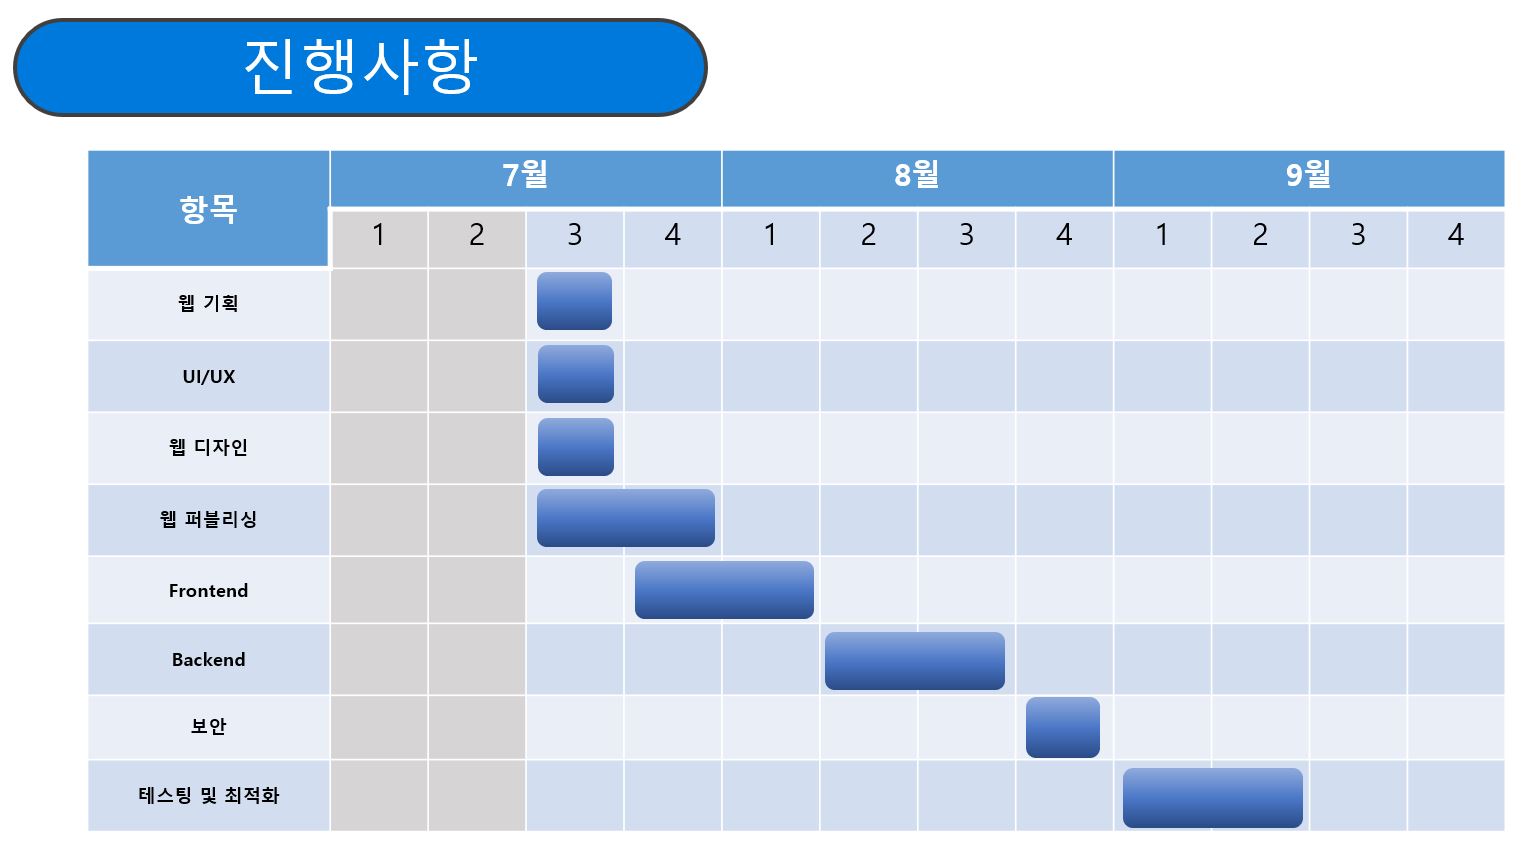 진행사항
항목
7월 8월 9월
1 2 3 4 1 2 3 4 1 2 3 4
웹 기획
UI/UX
웹 디자인
웹 퍼블리싱
Frontend
Backend
보안
테스팅 및 최적화